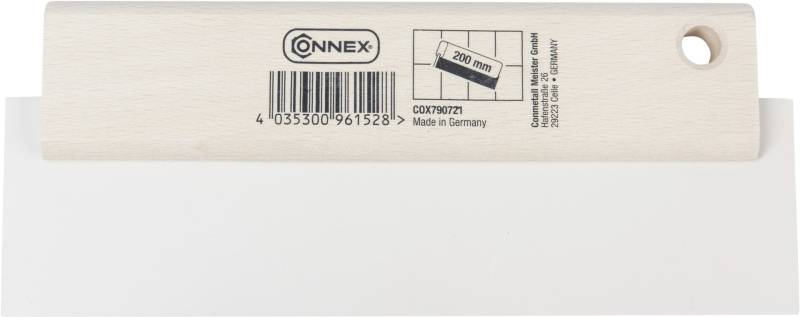 CONNEX®
4 035300 961528 >
200 mm
COX790721
Made in Germany
Conmetall Meister GmbH
Hafenstraße 26
29223 Celle • GERMANY